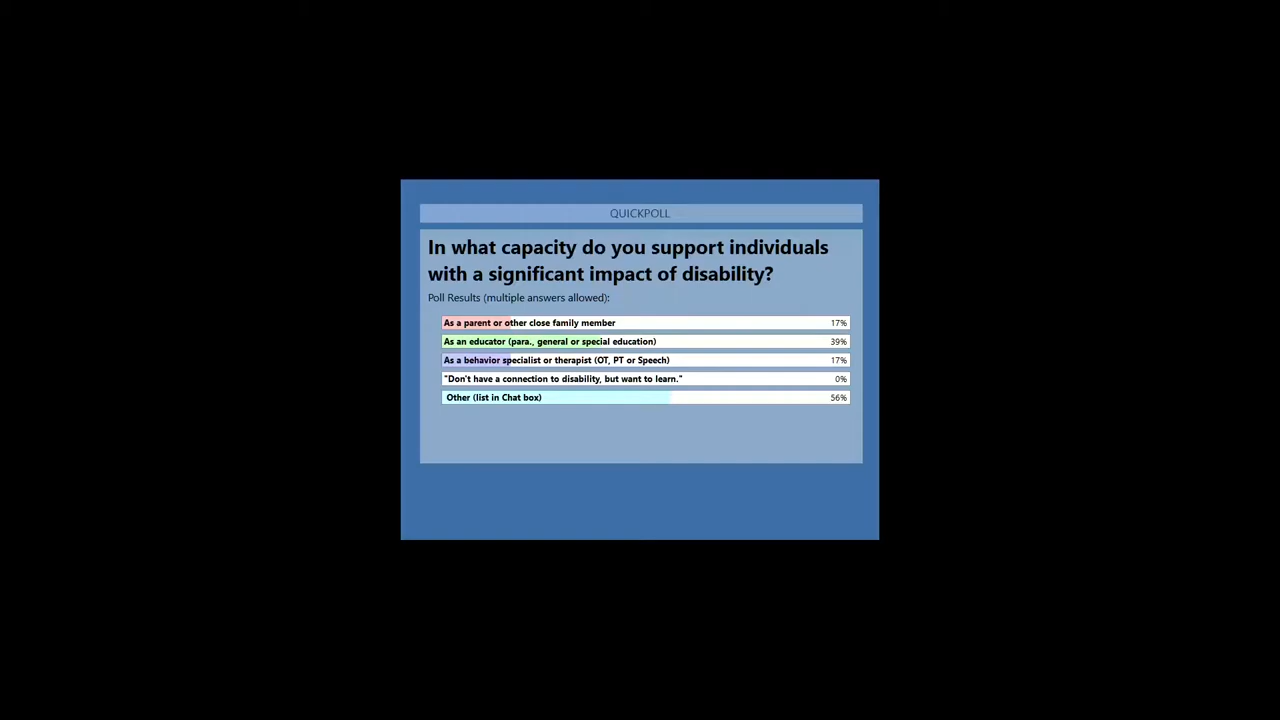 QUICKPOLL
In what capacity do you support individuals
with a significant impact of disability?
Poll Results (multiple answers allowed):
As a parent or other close family member 17%
As an educator (para., general or special education) 39%
As a behavior specialist or therapist (OT, PT or Speech) 17%
"Don't have a connection to disability, but want to learn." 0%
Other (list in Chat box) 56%